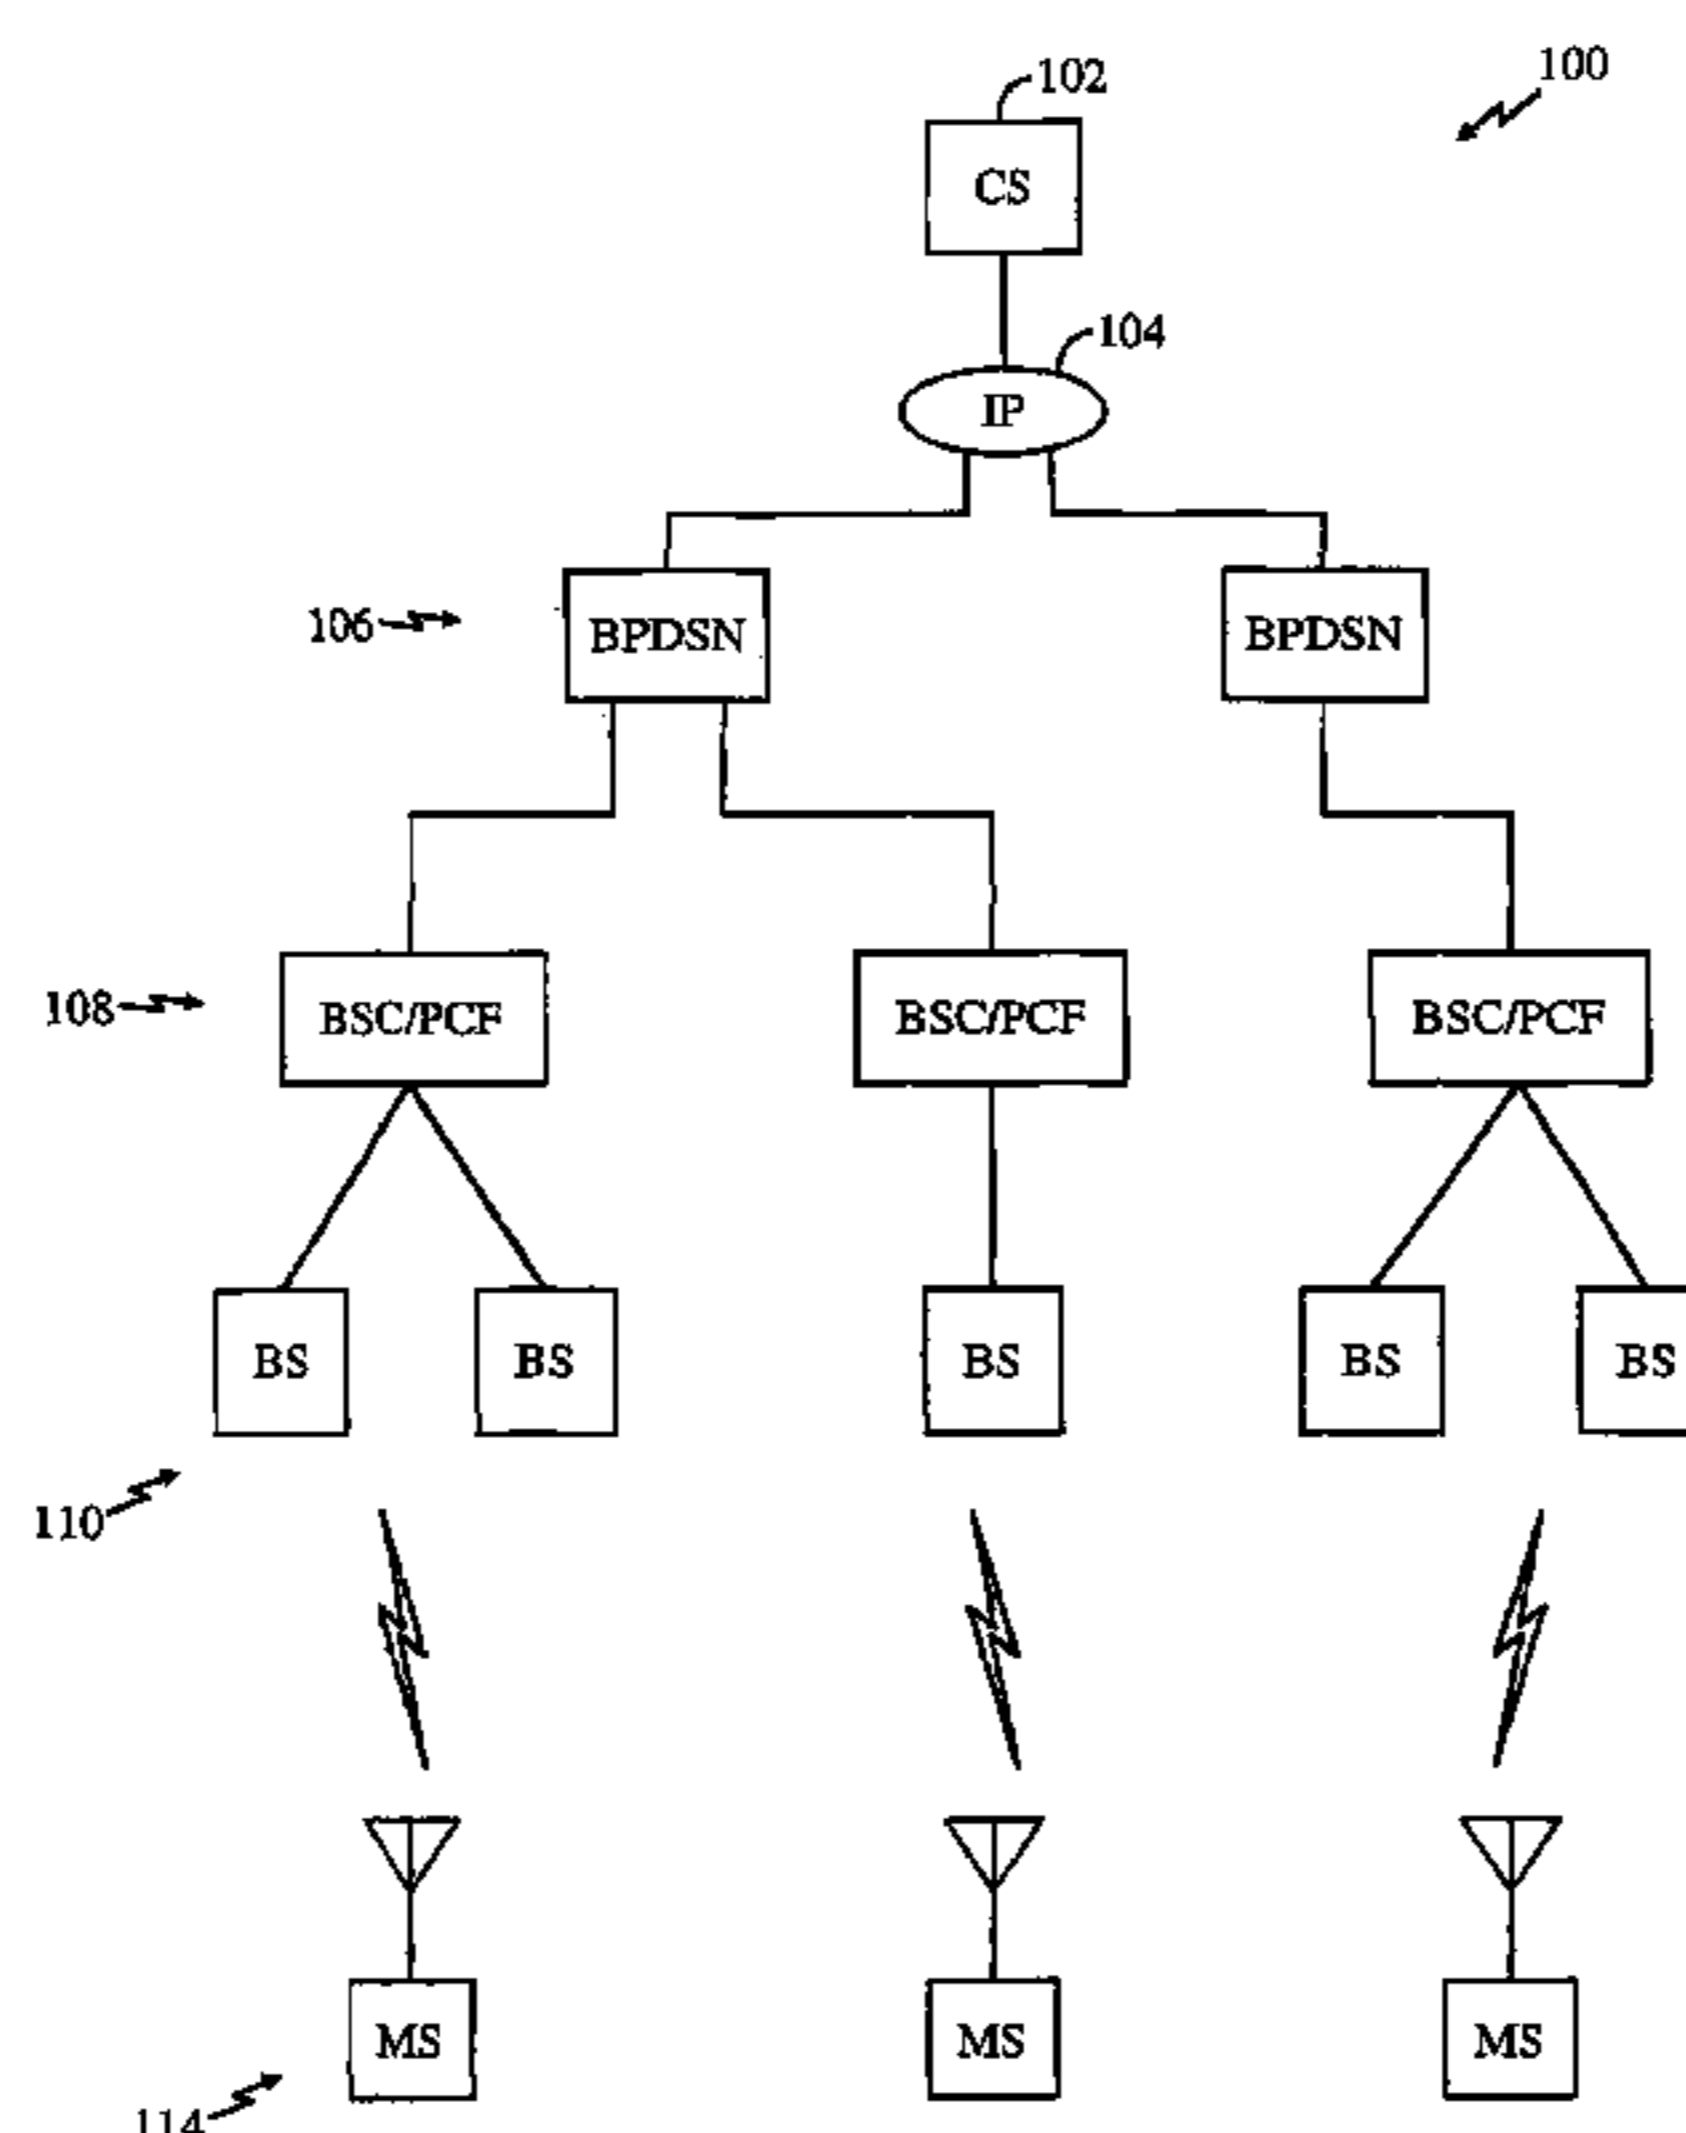 100
102
CS
104
IP
106
BPDSN BPDSN
108
BSC/PCF BSC/PCF BSC/PCF
BS BS BS BS BS
110
MS MS MS
114